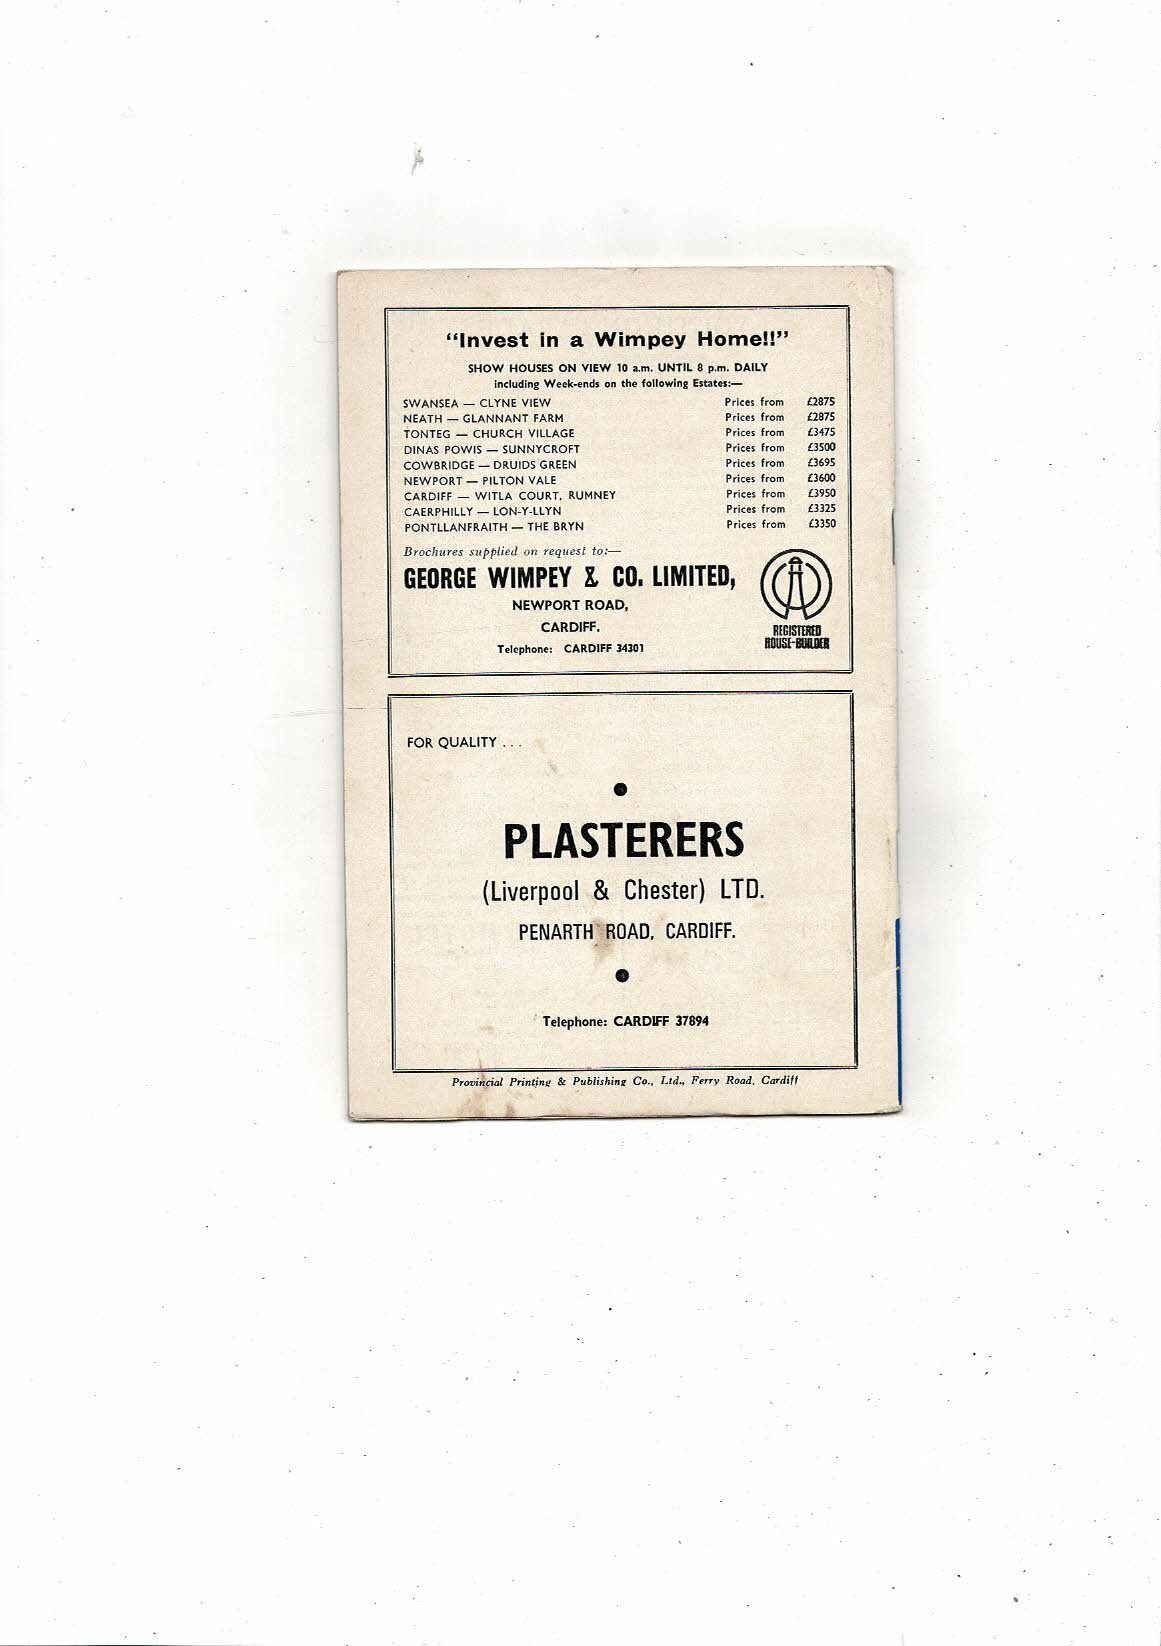 “Invest in a Wimpey Home!!”
SHOW HOUSES ON VIEW 10 a.m. UNTIL 8 p.m. DAILY
including Week-ends on the following Estates:—
SWANSEA — CLYNE VIEW Prices from £2875
NEATH — GLANNANT FARM Prices from £2875
TONTEG — CHURCH VILLAGE Prices from £3475
DINAS POWIS — SUNNYCROFT Prices from £3500
COWBRIDGE — DRUIDS GREEN Prices from £3695
NEWPORT — PILTON VALE Prices from £3600
CARDIFF — WITLA COURT, RUMNEY Prices from £3950
CAERPHILLY — LON-Y-LLYN Prices from £3325
PONTLLANFRAITH — THE BRYN Prices from £3350
Brochures supplied on request to:—
GEORGE WIMPEY & CO. LIMITED,
NEWPORT ROAD,
CARDIFF.
Telephone: CARDIFF 34301
REGISTERED
HOUSE-BUILDER
FOR QUALITY . . .
PLASTERERS
(Liverpool & Chester) LTD.
PENARTH ROAD, CARDIFF.
Telephone: CARDIFF 37894
Provincial Printing & Publishing Co., Ltd., Ferry Road, Cardiff